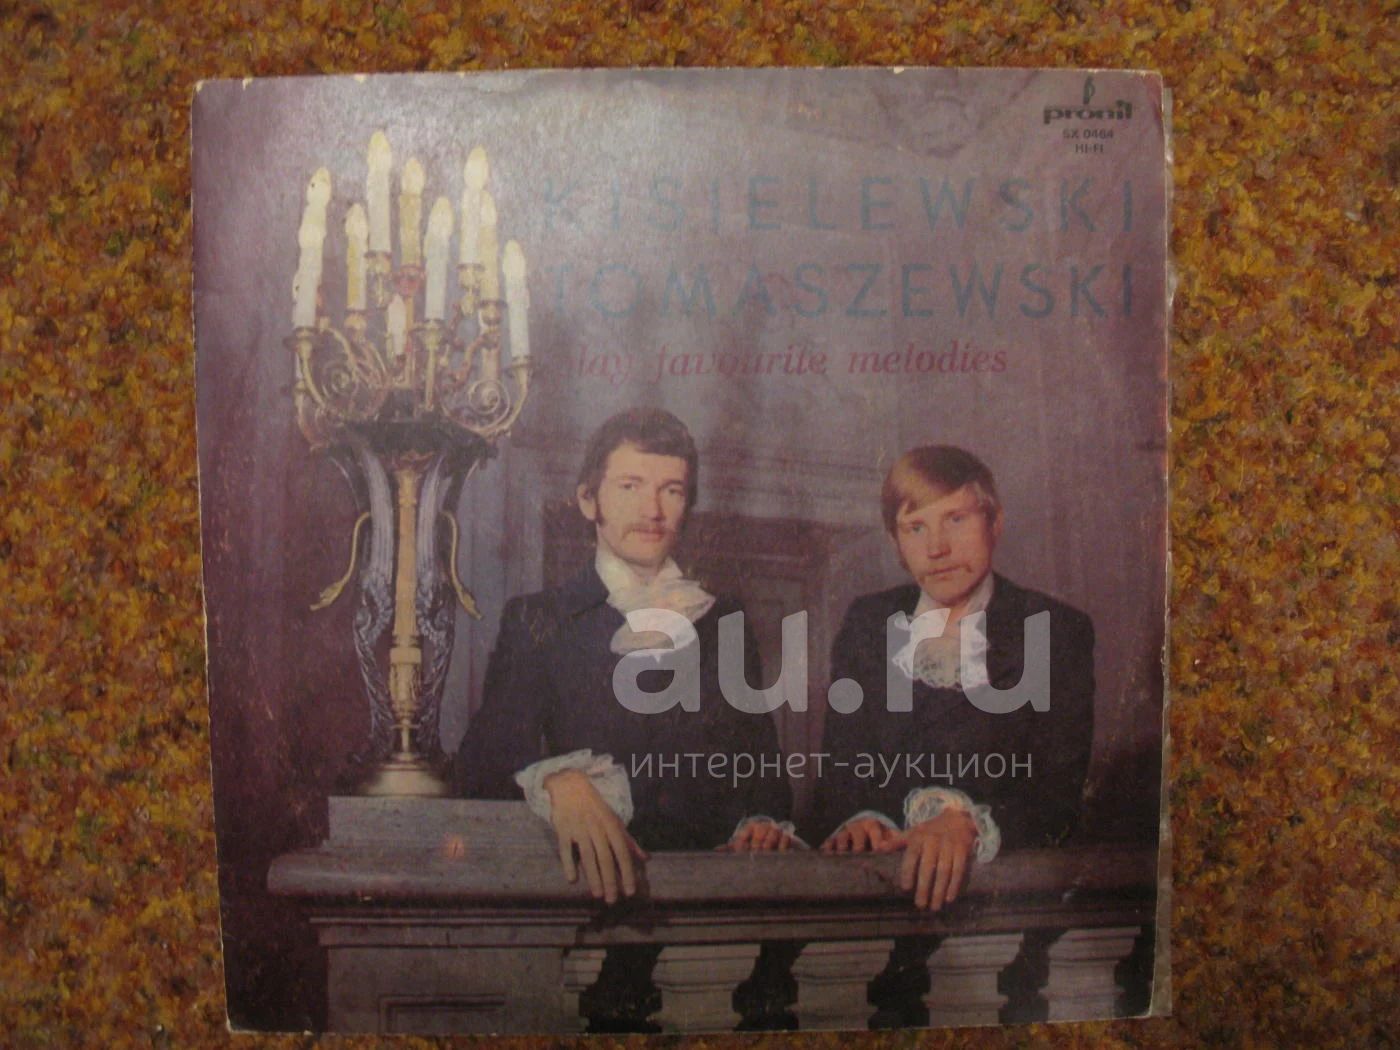 pronit
SX 0464
HI-FI
KISIELEWSKI
TOMASZEWSKI
play favourite melodies
au.ru
интернет-аукцион